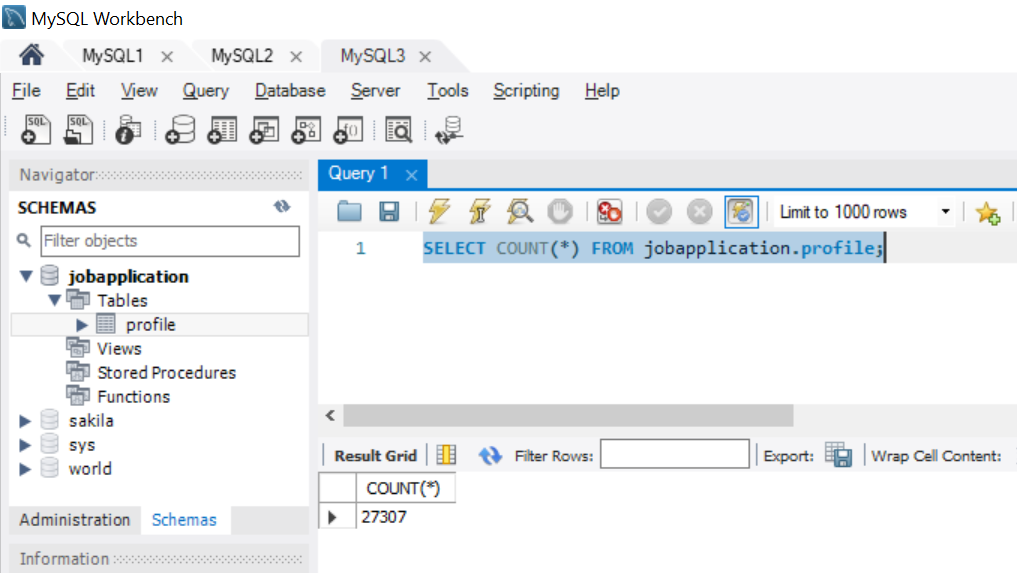 MySQL Workbench
MySQL1 MySQL2 MySQL3
File Edit View Query Database Server Tools Scripting Help
SQL SQL
Navigator
Query 1
SCHEMAS
Limit to 1000 rows
Filter objects
1 SELECT COUNT(*) FROM jobapplication.profile;
jobapplication
Tables
profile
Views
Stored Procedures
Functions
sakila
sys
world
Result Grid Filter Rows: Export: Wrap Cell Content:
COUNT(*)
27307
Administration Schemas
Information